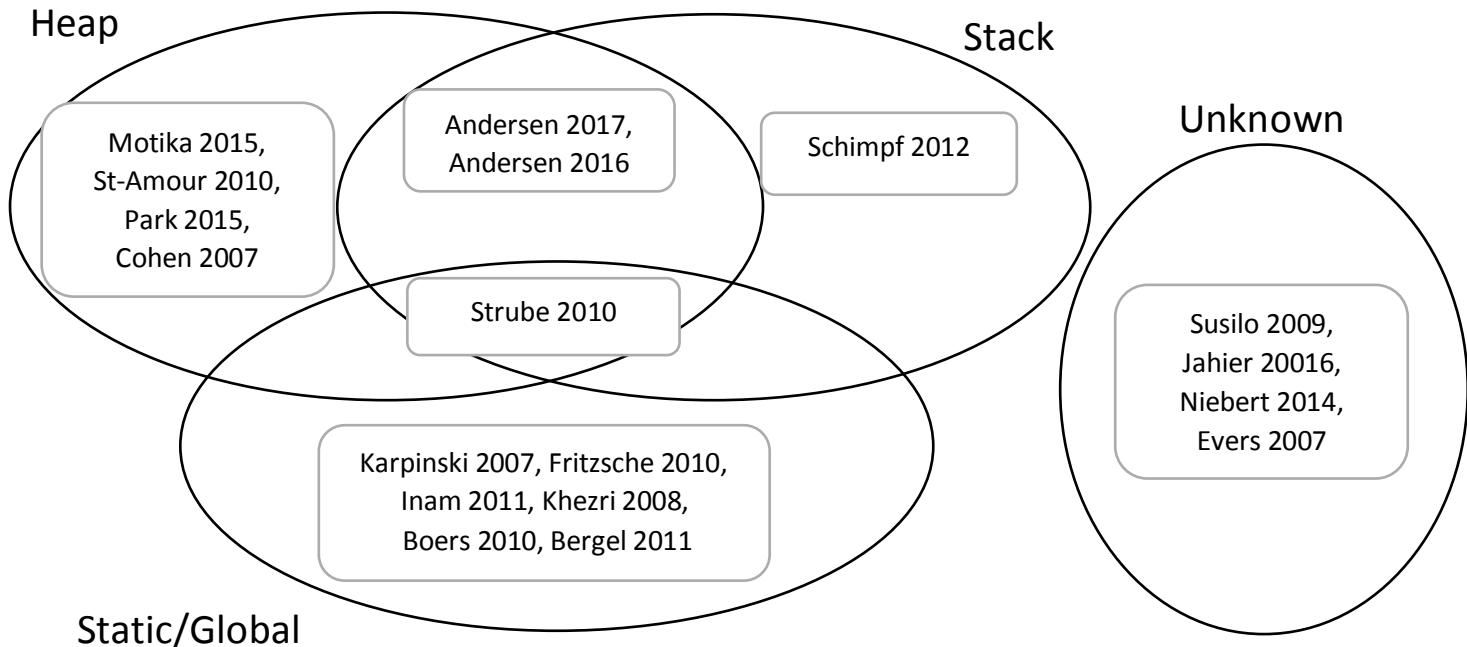 Heap
Stack
Unknown
Motika 2015,
St-Amour 2010,
Park 2015,
Cohen 2007
Andersen 2017,
Andersen 2016
Schimpf 2012
Strube 2010
Susilo 2009,
Jahier 20016,
Niebert 2014,
Evers 2007
Karpinski 2007, Fritzsche 2010,
Inam 2011, Khezri 2008,
Boers 2010, Bergel 2011
Static/Global